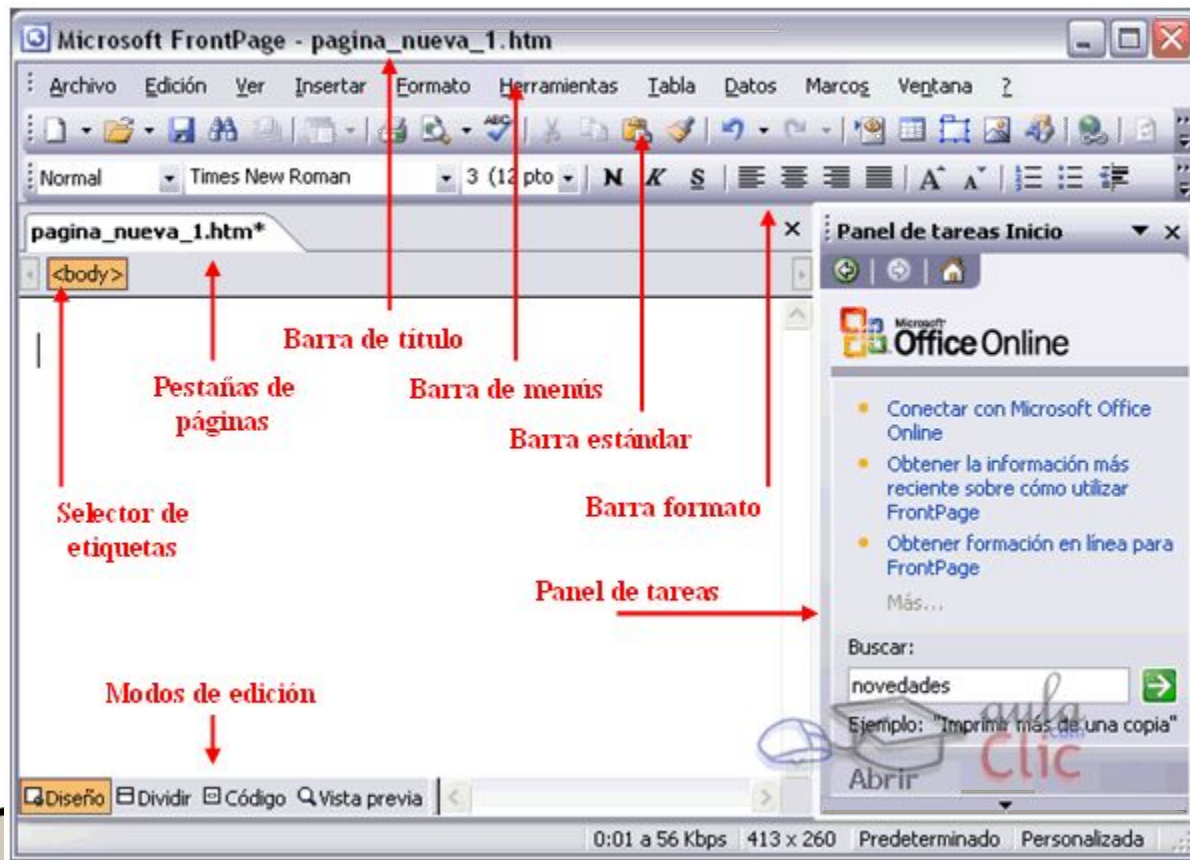 Microsoft FrontPage - pagina_nueva_1.htm
Archivo Edición Ver Insertar Formato Herramientas Tabla Datos Marcos Ventana ?
ABC
Normal Times New Roman 3 (12 pto N K S A A
pagina_nueva_1.htm*
Panel de tareas Inicio
<body>
Microsoft
Office Online
Barra de título
Pestañas de
páginas
Barra de menús
Barra estándar
Barra formato
Selector de
etiquetas
Panel de tareas
Modos de edición
Conectar con Microsoft Office
Online
Obtener la información más
reciente sobre cómo utilizar
FrontPage
Obtener formación en línea para
FrontPage
Más...
Buscar:
novedades
Ejemplo: "Imprimir más de una copia"
aula
.com
Clic
Abrir
Diseño Dividir Código Vista previa
0:01 a 56 Kbps 413 x 260 Predeterminado Personalizada